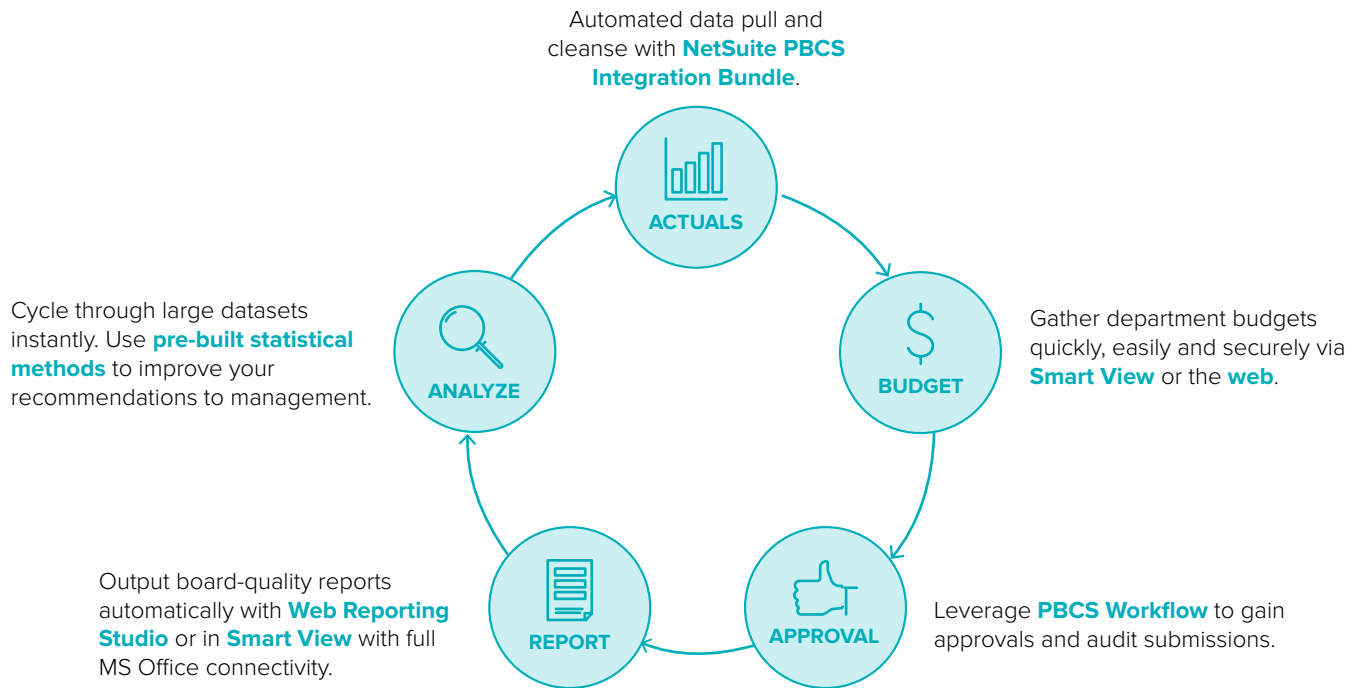 Automated data pull and
cleanse with NetSuite PBCS
Integration Bundle.
ACTUALS
Gather department budgets
quickly, easily and securely via
Smart View or the web.
BUDGET
Leverage PBCS Workflow to gain
approvals and audit submissions.
APPROVAL
Output board-quality reports
automatically with Web Reporting
Studio or in Smart View with full
MS Office connectivity.
REPORT
Cycle through large datasets
instantly. Use pre-built statistical
methods to improve your
recommendations to management.
ANALYZE